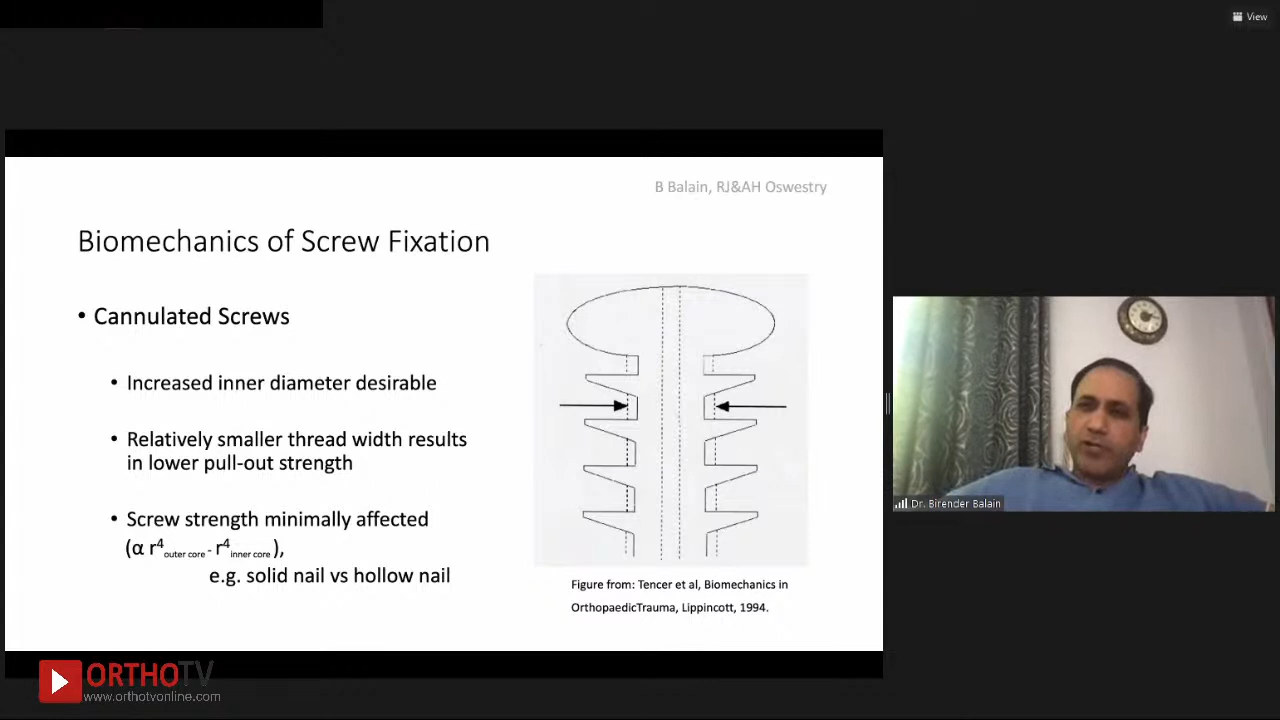 View
B Balain, RJ&AH Oswestry
Biomechanics of Screw Fixation
• Cannulated Screws
• Increased inner diameter desirable
• Relatively smaller thread width results
in lower pull-out strength
• Screw strength minimally affected
(α r⁴outer core - r⁴inner core ),
e.g. solid nail vs hollow nail
Figure from: Tencer et al, Biomechanics in
OrthopaedicTrauma, Lippincott, 1994.
Dr. Birender Balain
ORTHOTV
www.orthotvonline.com